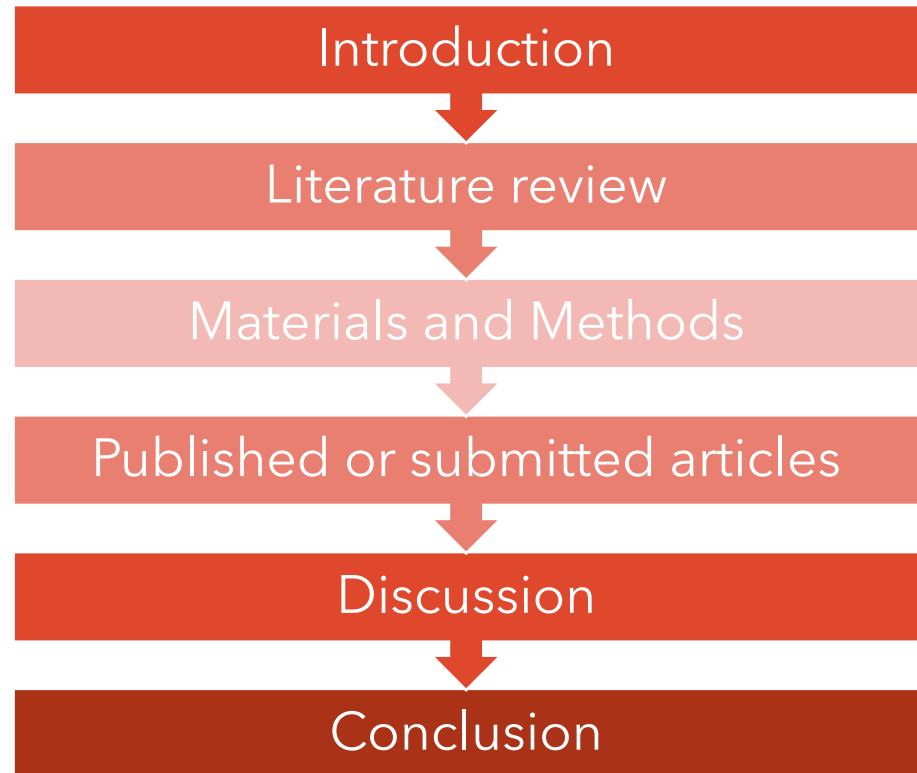 Introduction
Literature review
Materials and Methods
Published or submitted articles
Discussion
Conclusion